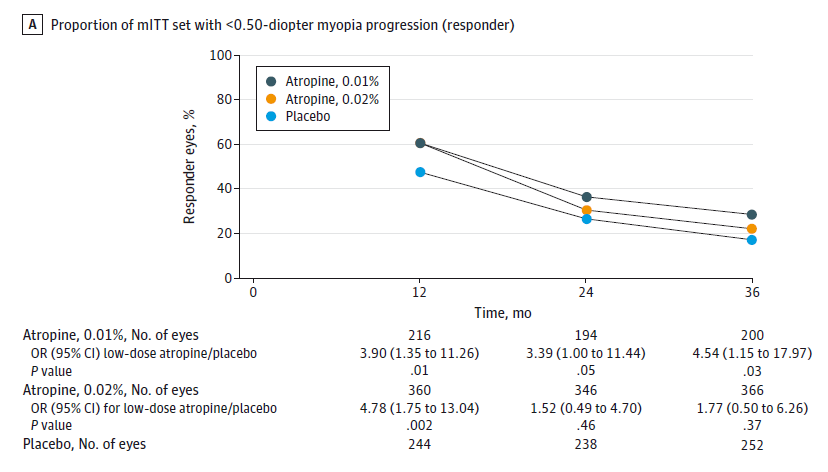 A Proportion of mITT set with <0.50-diopter myopia progression (responder)
100
80
60
40
20
0
Responder eyes, %
Atropine, 0.01%
Atropine, 0.02%
Placebo
0 12 24 36
Time, mo
Atropine, 0.01%, No. of eyes 216 194 200
OR (95% CI) low-dose atropine/placebo 3.90 (1.35 to 11.26) 3.39 (1.00 to 11.44) 4.54 (1.15 to 17.97)
P value .01 .05 .03
Atropine, 0.02%, No. of eyes 360 346 366
OR (95% CI) for low-dose atropine/placebo 4.78 (1.75 to 13.04) 1.52 (0.49 to 4.70) 1.77 (0.50 to 6.26)
P value .002 .46 .37
Placebo, No. of eyes 244 238 252